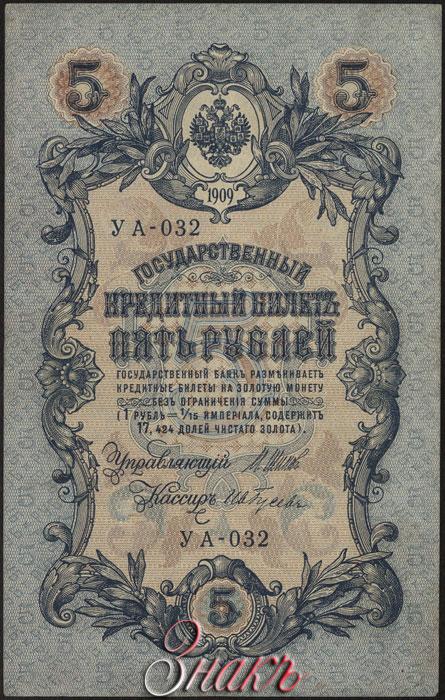 5 5
1909
УА-032
ГОСУДАРСТВЕННЫЙ
КРЕДИТНЫЙ БИЛЕТЪ
ПЯТЬ РУБЛЕЙ
ГОСУДАРСТВЕННЫЙ БАНКЪ РАЗМѢНИВАЕТЪ
КРЕДИТНЫЕ БИЛЕТЫ НА ЗОЛОТУЮ МОНЕТУ
БЕЗЪ ОГРАНИЧЕНІЯ СУММЫ
(1 РУБЛЬ = 1/15 ИМПЕРІАЛА, СОДЕРЖИТЪ
17,424 ДОЛЕЙ ЧИСТАГО ЗОЛОТА).
Управляющій И.Шиповъ
Кассиръ
УА-032
5
Знакъ